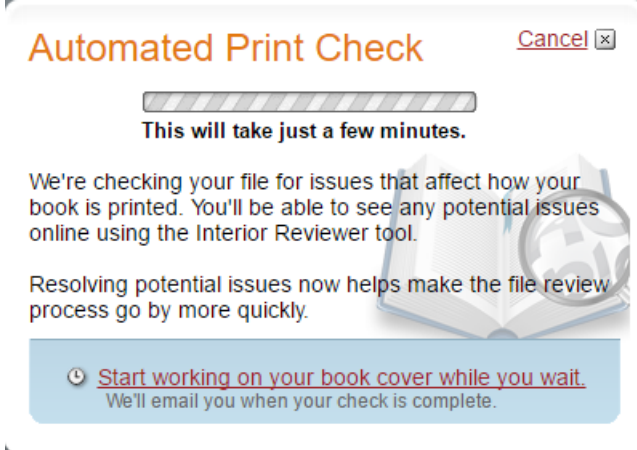 Automated Print Check
Cancel
This will take just a few minutes.
We're checking your file for issues that affect how your
book is printed. You'll be able to see any potential issues
online using the Interior Reviewer tool.
Resolving potential issues now helps make the file review
process go by more quickly.
Start working on your book cover while you wait.
We'll email you when your check is complete.